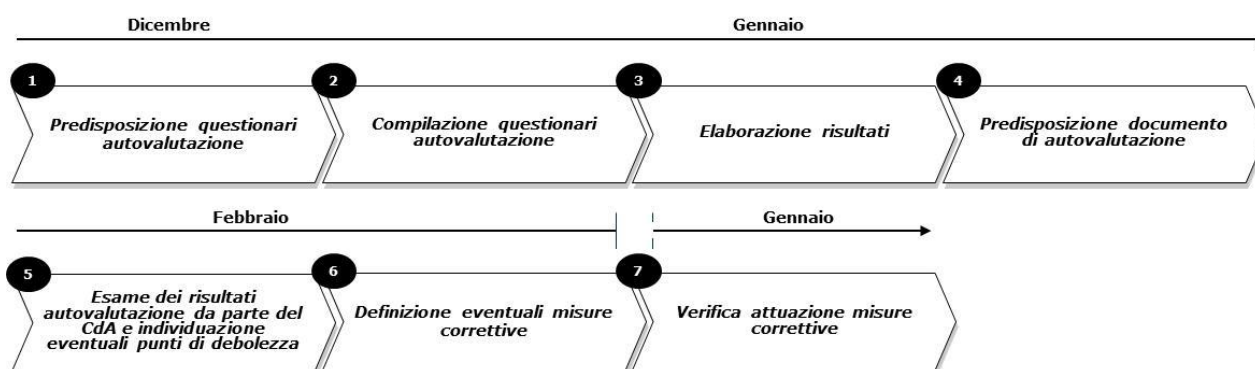 Dicembre Gennaio
1 2 3 4
Predisposizione questionari
autovalutazione
Compilazione questionari
autovalutazione
Elaborazione risultati
Predisposizione documento
di autovalutazione
Febbraio Gennaio
5 6 7
Esame dei risultati
autovalutazione da parte del
CdA e individuazione
eventuali punti di debolezza
Definizione eventuali misure
correttive
Verifica attuazione misure
correttive